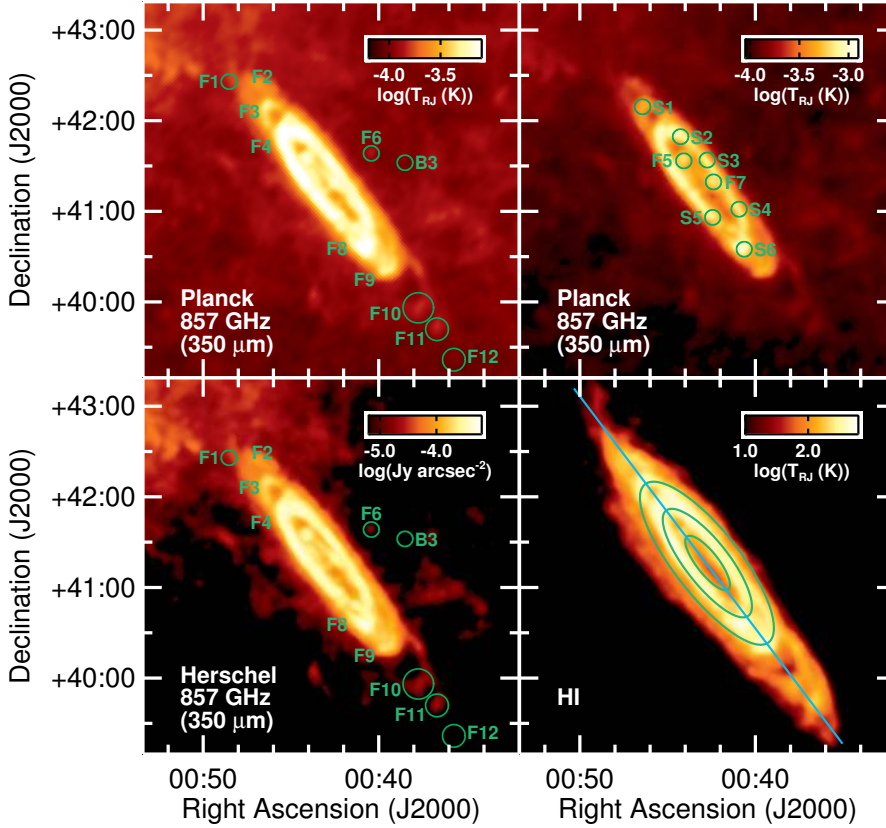 +43:00
+42:00
+41:00
+40:00
Declination (J2000)
F1
F2
F3
F4
F6
B3
F8
F9
F10
F11
F12
-4.0 -3.5
log(T_RJ (K))
Planck
857 GHz
(350 μm)
-4.0 -3.5 -3.0
log(T_RJ (K))
S1
S2
F5
S3
F7
S4
S5
S6
Planck
857 GHz
(350 μm)
+43:00
+42:00
+41:00
+40:00
Declination (J2000)
-5.0 -4.0
log(Jy arcsec⁻²)
F1
F2
F3
F4
F6
B3
F8
F9
F10
F11
F12
Herschel
857 GHz
(350 μm)
1.0 2.0
log(T_RJ (K))
HI
00:50 00:40
Right Ascension (J2000)
00:50 00:40
Right Ascension (J2000)